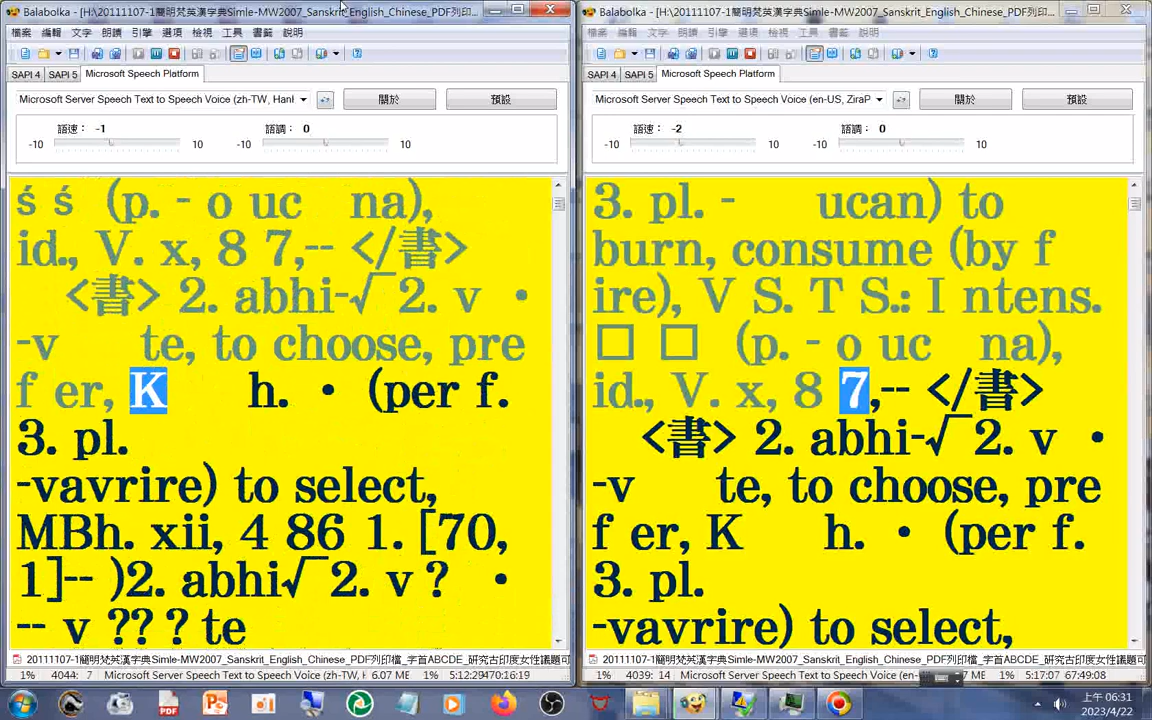 Balabolka - [H:\20111107-1簡明梵英漢字典Simle-MW2007_Sanskrit_English_Chinese_PDF列印...
檔案 編輯 文字 朗讀 引擎 選項 檢視 工具 書籤 說明
SAPI 4 SAPI 5 Microsoft Speech Platform
Microsoft Server Speech Text to Speech Voice (zh-TW, HanH
關於 預設
語速： -1 語調： 0
-10 10 -10 10
ś ś (p. - o uc na),
id., V. x, 8 7,-- </書>
<書> 2. abhi-√ 2. v •
-v te, to choose, pre
f er, K h. • (per f.
3. pl.
-vavrire) to select,
MBh. xii, 4 86 1. [70,
1]-- )2. abhi√ 2. v ? •
-- v ?? ? te
20111107-1簡明梵英漢字典Simle-MW2007_Sanskrit_English_Chinese_PDF列印檔_字首ABCDE_研究古印度女性議題可
1% 4044: 7 Microsoft Server Speech Text to Speech Voice (zh-TW, H 6.07 MB 1% 5:12:29 470:16:19
Balabolka - [H:\20111107-1簡明梵英漢字典Simle-MW2007_Sanskrit_English_Chinese_PDF列印...
檔案 編輯 文字 朗讀 引擎 選項 檢視 工具 書籤 說明
SAPI 4 SAPI 5 Microsoft Speech Platform
Microsoft Server Speech Text to Speech Voice (en-US, ZiraP
關於 預設
語速： -2 語調： 0
-10 10 -10 10
3. pl. - ucan) to
burn, consume (by f
ire), V S. T S.: I ntens.
□ □ (p. - o uc na),
id., V. x, 8 7,-- </書>
<書> 2. abhi-√ 2. v •
-v te, to choose, pre
f er, K h. • (per f.
3. pl.
-vavrire) to select,
20111107-1簡明梵英漢字典Simle-MW2007_Sanskrit_English_Chinese_PDF列印檔_字首ABCDE_研究古印度女性議題可
1% 4039: 14 Microsoft Server Speech Text to Speech Voice (en-US 1% 5:17:07 67:49:08
上午 06:31
2023/4/22